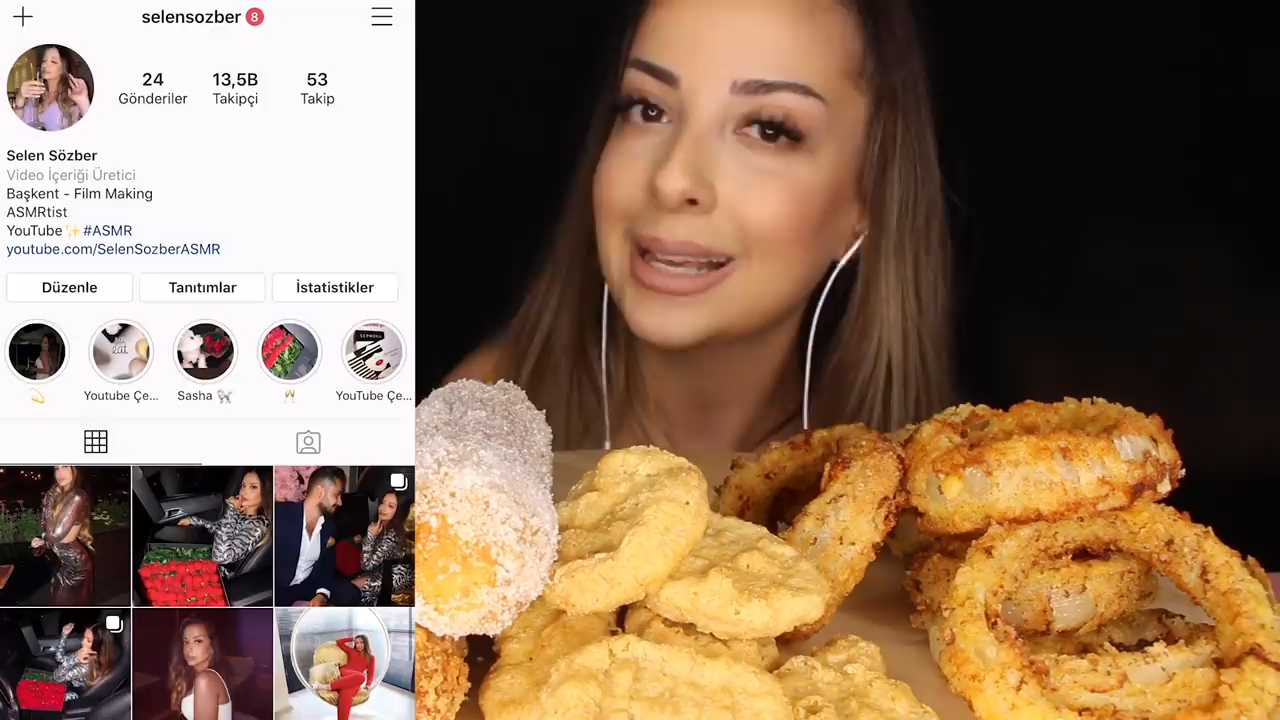 selensozber 8
24 13,5B 53
Gönderiler Takipçi Takip
Selen Sözber
Video İçeriği Üretici
Başkent - Film Making
ASMRtist
YouTube✨ #ASMR
youtube.com/SelenSozberASMR
Düzenle Tanıtımlar İstatistikler
SEPHORA
💫 Youtube Çe... Sasha 🐩 🥂 YouTube Çe...